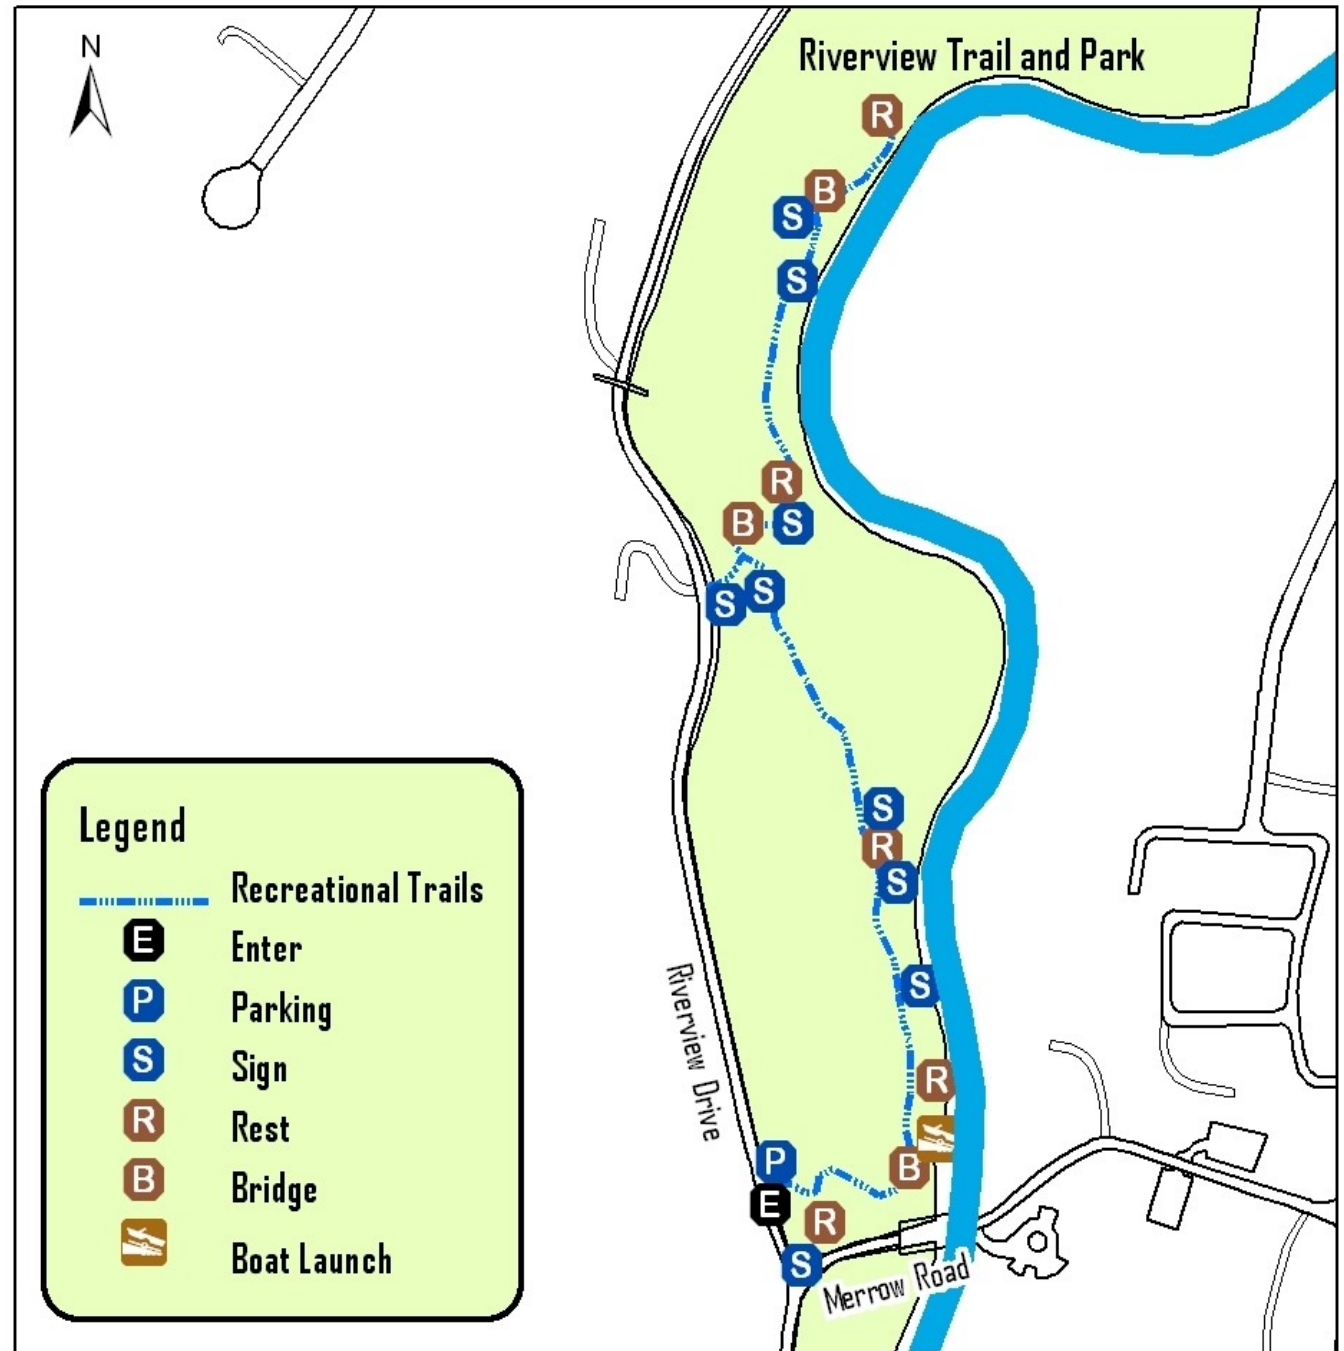 N
Riverview Trail and Park
R
B
S
S
R
B
S
S
S
S
R
S
S
R
B
P
E
R
S
Riverview Drive
Merrow Road
Legend
Recreational Trails
E
Enter
P
Parking
S
Sign
R
Rest
B
Bridge
Boat Launch